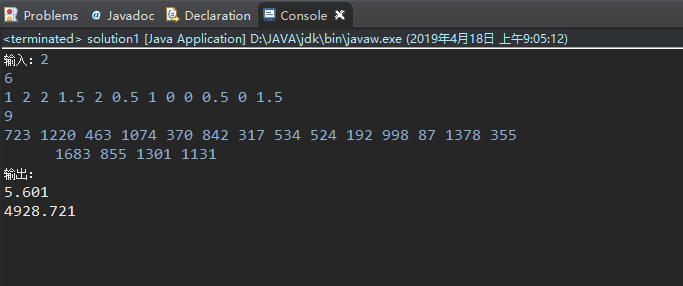 Problems @ Javadoc Declaration Console
<terminated> solution1 [Java Application] D:\JAVA\jdk\bin\javaw.exe (2019年4月18日 上午9:05:12)
输入：2
6
1 2 2 1.5 2 0.5 1 0 0 0.5 0 1.5
9
723 1220 463 1074 370 842 317 534 524 192 998 87 1378 355
1683 855 1301 1131
输出：
5.601
4928.721